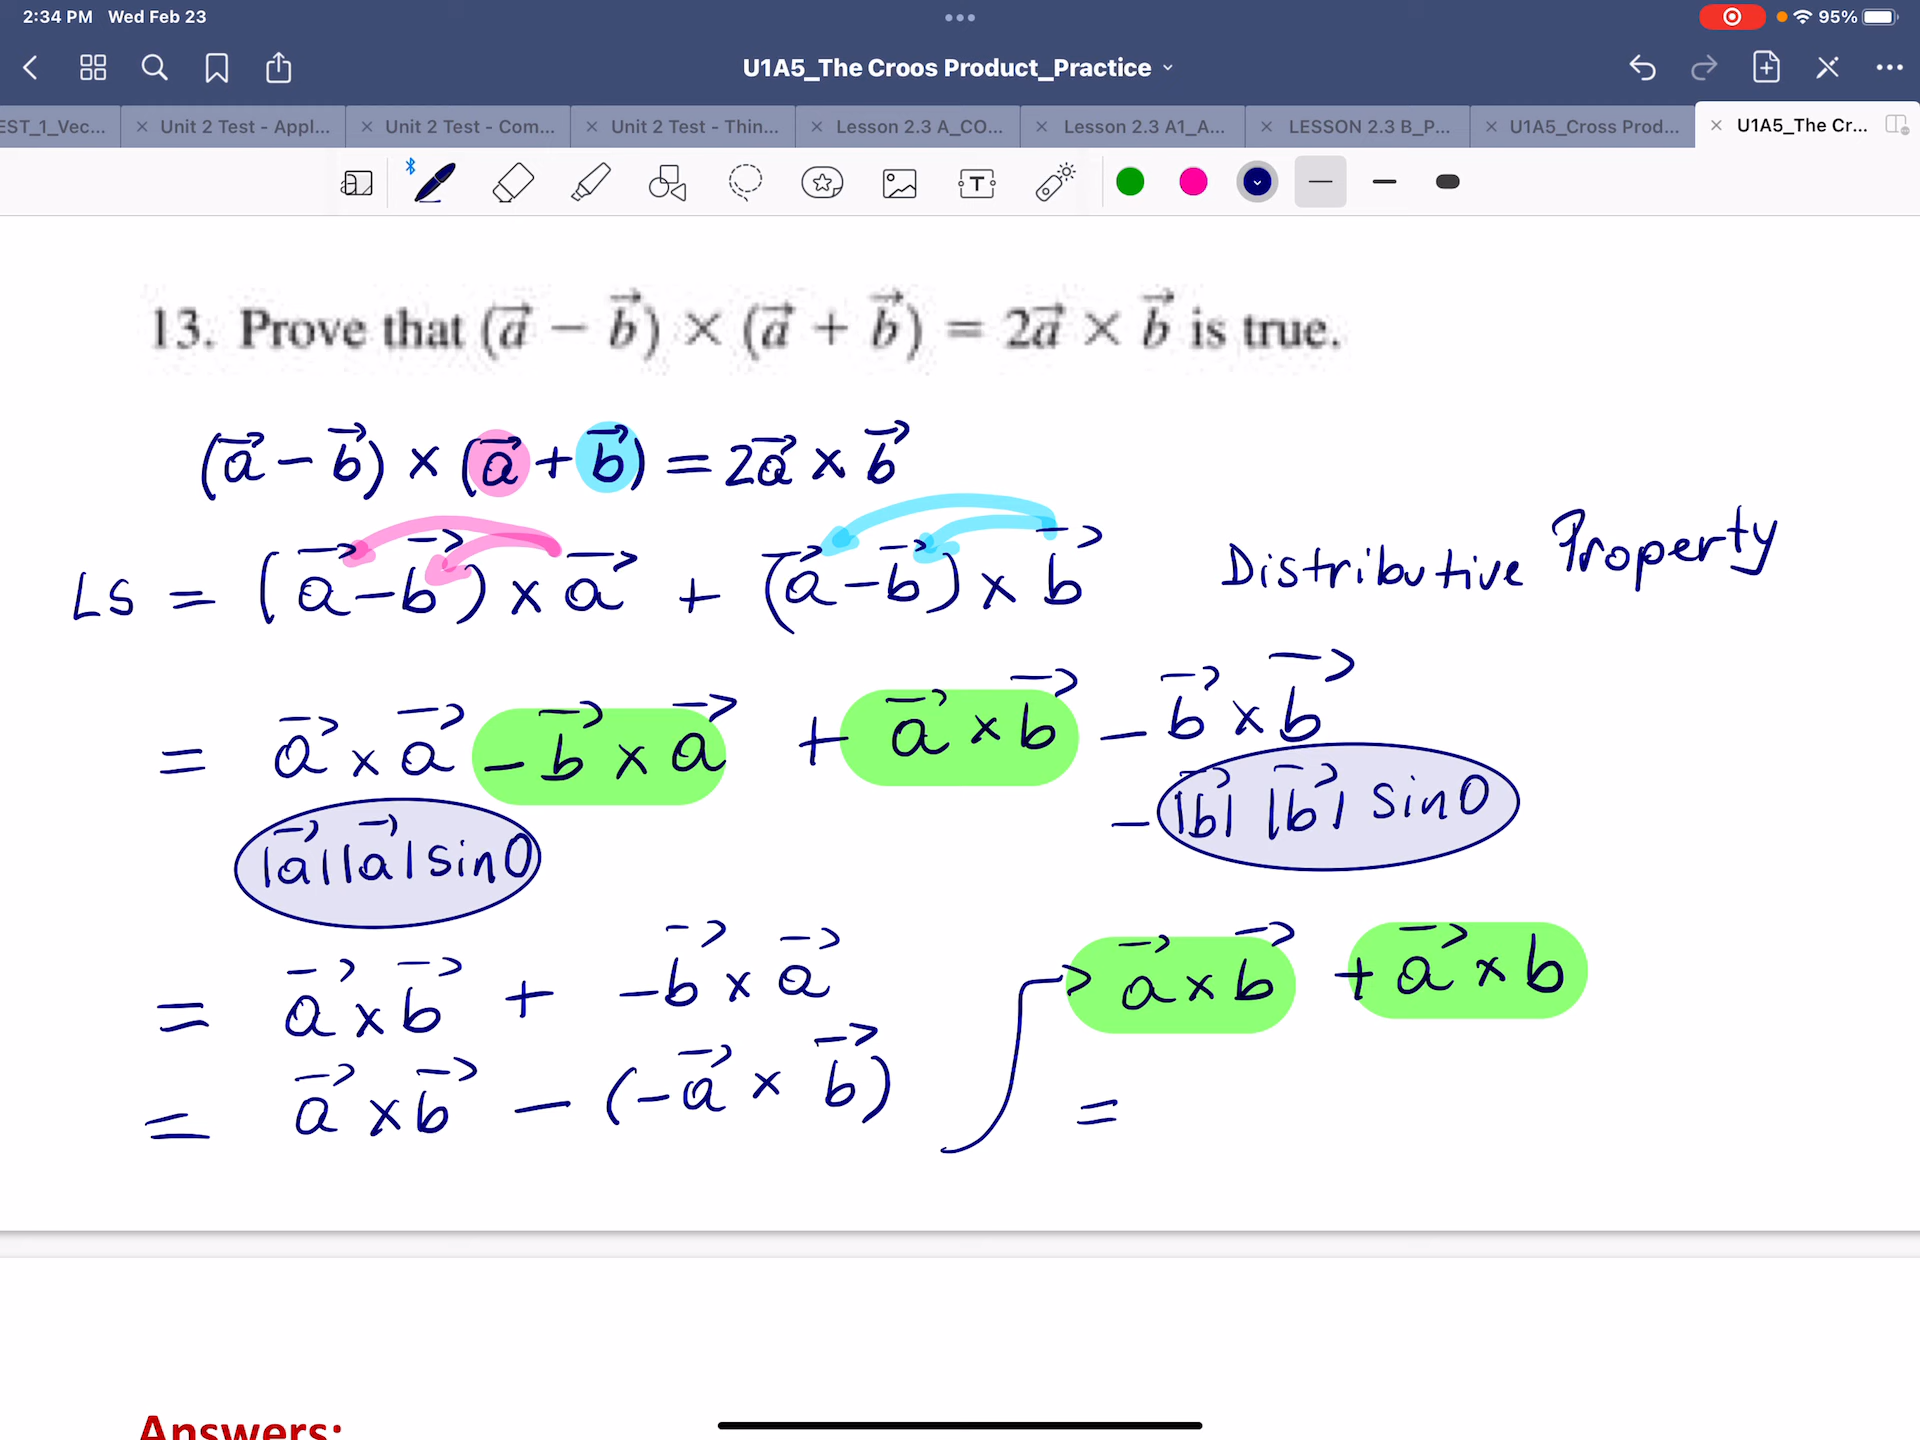 2:34 PM Wed Feb 23
95%
U1A5_The Croos Product_Practice
EST_1_Vec... Unit 2 Test - Appl... Unit 2 Test - Com... Unit 2 Test - Thin... Lesson 2.3 A_CO... Lesson 2.3 A1_A... LESSON 2.3 B_P... U1A5_Cross Prod... U1A5_The Cr...
13. Prove that (a⃗ − b⃗) × (a⃗ + b⃗) = 2a⃗ × b⃗ is true.
(a⃗ − b⃗) × (a⃗ + b⃗) = 2a⃗ × b⃗
LS = (a⃗ − b⃗) × a⃗ + (a⃗ − b⃗) × b⃗ Distributive Property
= a⃗ × a⃗ − b⃗ × a⃗ + a⃗ × b⃗ − b⃗ × b⃗
|a⃗||a⃗| sin0 − |b⃗| |b⃗| sin0
= a⃗ × b⃗ + −b⃗ × a⃗
= a⃗ × b⃗ − (−a⃗ × b⃗)
a⃗ × b⃗ + a⃗ × b
=
Answers: